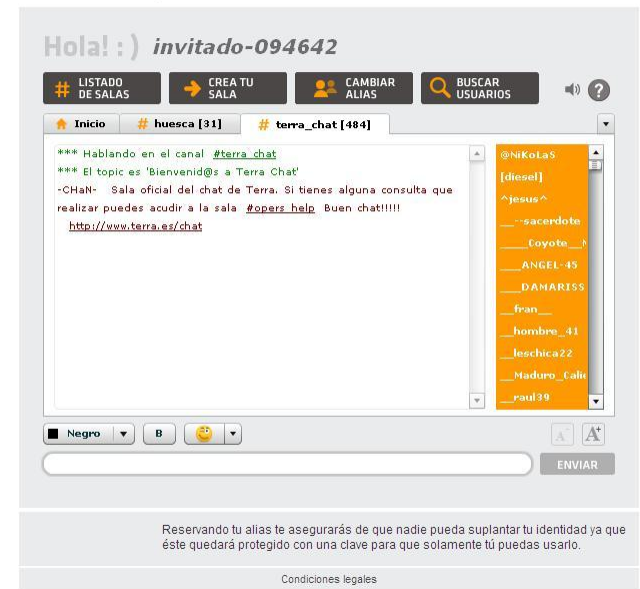 Hola! : ) invitado-094642
# LISTADO DE SALAS
CREA TU SALA
CAMBIAR ALIAS
BUSCAR USUARIOS
?
Inicio
# huesca [31]
# terra_chat [484]
*** Hablando en el canal #terra_chat
*** El topic es 'Bienvenid@s a Terra Chat'
-CHaN- Sala oficial del chat de Terra. Si tienes alguna consulta que
realizar puedes acudir a la sala #opers_help Buen chat!!!!!
http://www.terra.es/chat
@NiKoLaS
[diesel]
^jesus^
__--sacerdote
____Coyote__
___ANGEL-45
___DAMARISS
__fran__
__hombre_41
__leschica22
__Maduro_Calie
__raul39
Negro
B
A-
A+
ENVIAR
Reservando tu alias te asegurarás de que nadie pueda suplantar tu identidad ya que
éste quedará protegido con una clave para que solamente tú puedas usarlo.
Condiciones legales